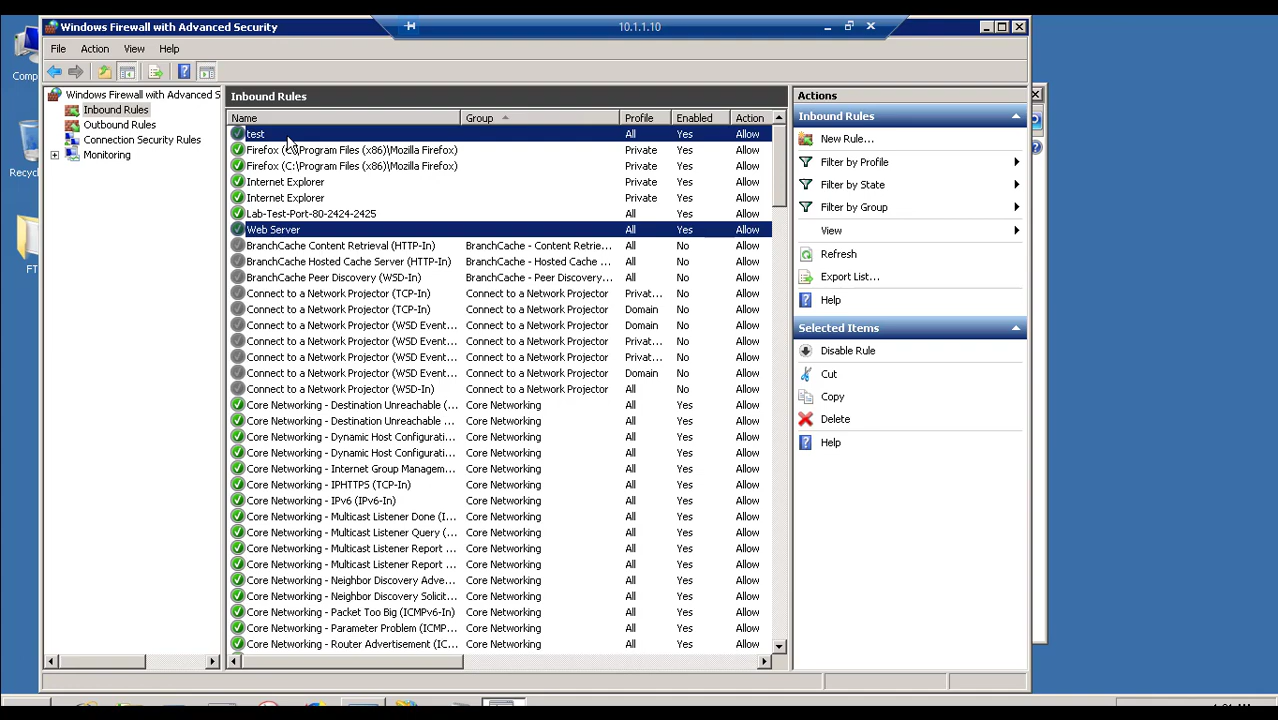 Windows Firewall with Advanced Security
10.1.1.10
File Action View Help
Comp
Recycl
FT
Windows Firewall with Advanced S
Inbound Rules
Outbound Rules
Connection Security Rules
Monitoring
Inbound Rules
Name Group Profile Enabled Action
test All Yes Allow
Firefox (C:\Program Files (x86)\Mozilla Firefox) Private Yes Allow
Firefox (C:\Program Files (x86)\Mozilla Firefox) Private Yes Allow
Internet Explorer Private Yes Allow
Internet Explorer Private Yes Allow
Lab-Test-Port-80-2424-2425 All Yes Allow
Web Server All Yes Allow
BranchCache Content Retrieval (HTTP-In) BranchCache - Content Retrie... All No Allow
BranchCache Hosted Cache Server (HTTP-In) BranchCache - Hosted Cache ... All No Allow
BranchCache Peer Discovery (WSD-In) BranchCache - Peer Discovery... All No Allow
Connect to a Network Projector (TCP-In) Connect to a Network Projector Privat... No Allow
Connect to a Network Projector (TCP-In) Connect to a Network Projector Domain No Allow
Connect to a Network Projector (WSD Event... Connect to a Network Projector Domain No Allow
Connect to a Network Projector (WSD Event... Connect to a Network Projector Privat... No Allow
Connect to a Network Projector (WSD Event... Connect to a Network Projector Privat... No Allow
Connect to a Network Projector (WSD Event... Connect to a Network Projector Domain No Allow
Connect to a Network Projector (WSD-In) Connect to a Network Projector All No Allow
Core Networking - Destination Unreachable (... Core Networking All Yes Allow
Core Networking - Destination Unreachable ... Core Networking All Yes Allow
Core Networking - Dynamic Host Configurati... Core Networking All Yes Allow
Core Networking - Dynamic Host Configurati... Core Networking All Yes Allow
Core Networking - Internet Group Managem... Core Networking All Yes Allow
Core Networking - IPHTTPS (TCP-In) Core Networking All Yes Allow
Core Networking - IPv6 (IPv6-In) Core Networking All Yes Allow
Core Networking - Multicast Listener Done (I... Core Networking All Yes Allow
Core Networking - Multicast Listener Query (... Core Networking All Yes Allow
Core Networking - Multicast Listener Report ... Core Networking All Yes Allow
Core Networking - Multicast Listener Report ... Core Networking All Yes Allow
Core Networking - Neighbor Discovery Adve... Core Networking All Yes Allow
Core Networking - Neighbor Discovery Solicit... Core Networking All Yes Allow
Core Networking - Packet Too Big (ICMPv6-In) Core Networking All Yes Allow
Core Networking - Parameter Problem (ICMP... Core Networking All Yes Allow
Core Networking - Router Advertisement (IC... Core Networking All Yes Allow
Actions
Inbound Rules
New Rule...
Filter by Profile
Filter by State
Filter by Group
View
Refresh
Export List...
Help
Selected Items
Disable Rule
Cut
Copy
Delete
Help